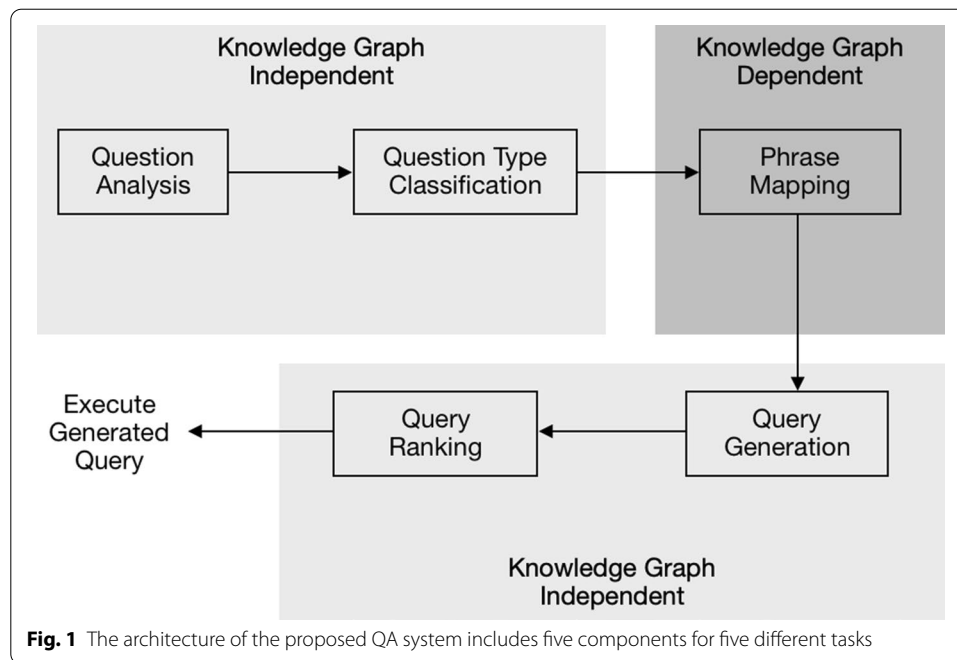 Knowledge Graph
Independent
Knowledge Graph
Dependent
Question
Analysis
Question Type
Classification
Phrase
Mapping
Execute
Generated
Query
Query
Ranking
Query
Generation
Knowledge Graph
Independent
Fig. 1 The architecture of the proposed QA system includes five components for five different tasks